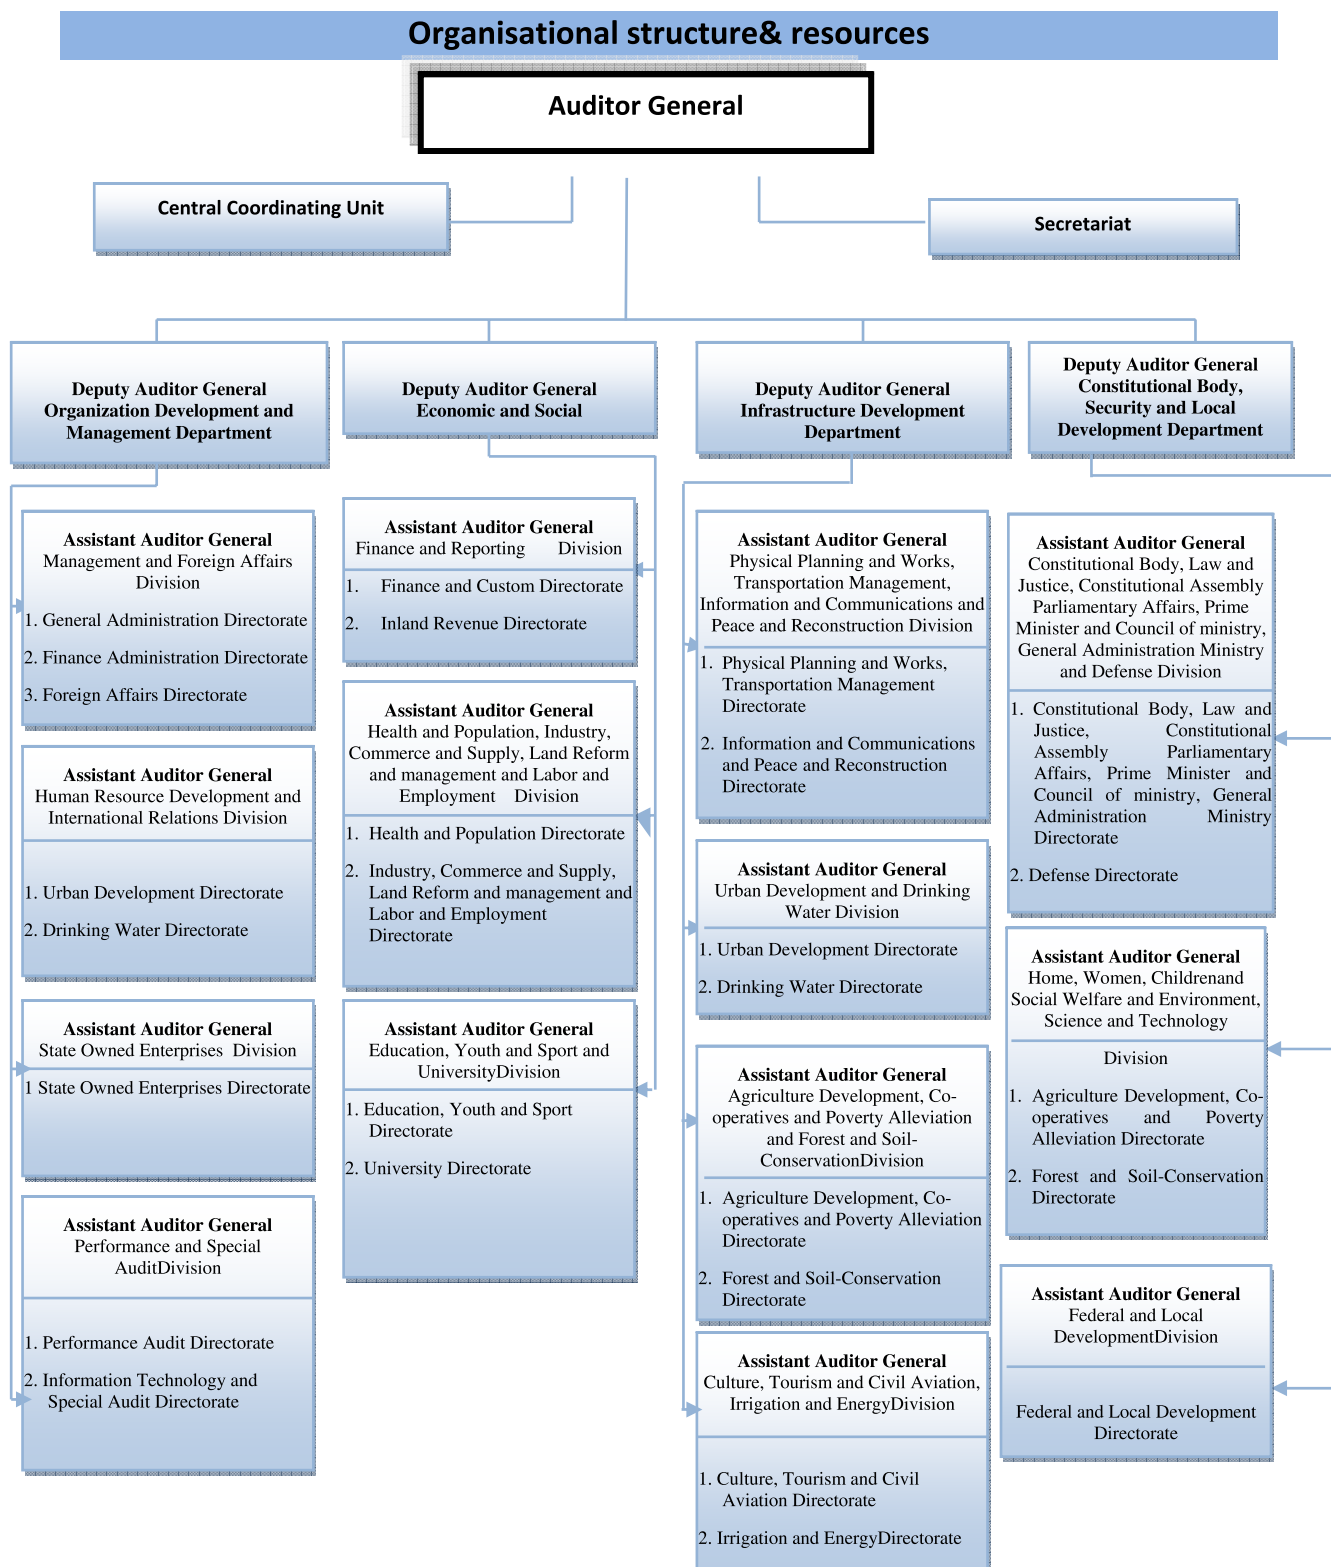 Organisational structure& resources
Auditor General
Central Coordinating Unit
Secretariat
Deputy Auditor General
Organization Development and
Management Department
Deputy Auditor General
Economic and Social
Deputy Auditor General
Infrastructure Development
Department
Deputy Auditor General
Constitutional Body,
Security and Local
Development Department
Assistant Auditor General
Management and Foreign Affairs
Division
1. General Administration Directorate
2. Finance Administration Directorate
3. Foreign Affairs Directorate
Assistant Auditor General
Human Resource Development and
International Relations Division
1. Urban Development Directorate
2. Drinking Water Directorate
Assistant Auditor General
State Owned Enterprises Division
1 State Owned Enterprises Directorate
Assistant Auditor General
Performance and Special
AuditDivision
1. Performance Audit Directorate
2. Information Technology and
Special Audit Directorate
Assistant Auditor General
Finance and Reporting Division
1. Finance and Custom Directorate
2. Inland Revenue Directorate
Assistant Auditor General
Health and Population, Industry,
Commerce and Supply, Land Reform
and management and Labor and
Employment Division
1. Health and Population Directorate
2. Industry, Commerce and Supply,
Land Reform and management and
Labor and Employment
Directorate
Assistant Auditor General
Education, Youth and Sport and
UniversityDivision
1. Education, Youth and Sport
Directorate
2. University Directorate
Assistant Auditor General
Physical Planning and Works,
Transportation Management,
Information and Communications and
Peace and Reconstruction Division
1. Physical Planning and Works,
Transportation Management
Directorate
2. Information and Communications
and Peace and Reconstruction
Directorate
Assistant Auditor General
Urban Development and Drinking
Water Division
1. Urban Development Directorate
2. Drinking Water Directorate
Assistant Auditor General
Agriculture Development, Co-
operatives and Poverty Alleviation
and Forest and Soil-
ConservationDivision
1. Agriculture Development, Co-
operatives and Poverty Alleviation
Directorate
2. Forest and Soil-Conservation
Directorate
Assistant Auditor General
Culture, Tourism and Civil Aviation,
Irrigation and EnergyDivision
1. Culture, Tourism and Civil
Aviation Directorate
2. Irrigation and EnergyDirectorate
Assistant Auditor General
Constitutional Body, Law and
Justice, Constitutional Assembly
Parliamentary Affairs, Prime
Minister and Council of ministry,
General Administration Ministry
and Defense Division
1. Constitutional Body, Law and
Justice, Constitutional
Assembly Parliamentary
Affairs, Prime Minister and
Council of ministry, General
Administration Ministry
Directorate
2. Defense Directorate
Assistant Auditor General
Home, Women, Childrenand
Social Welfare and Environment,
Science and Technology
Division
1. Agriculture Development, Co-
operatives and Poverty
Alleviation Directorate
2. Forest and Soil-Conservation
Directorate
Assistant Auditor General
Federal and Local
DevelopmentDivision
Federal and Local Development
Directorate